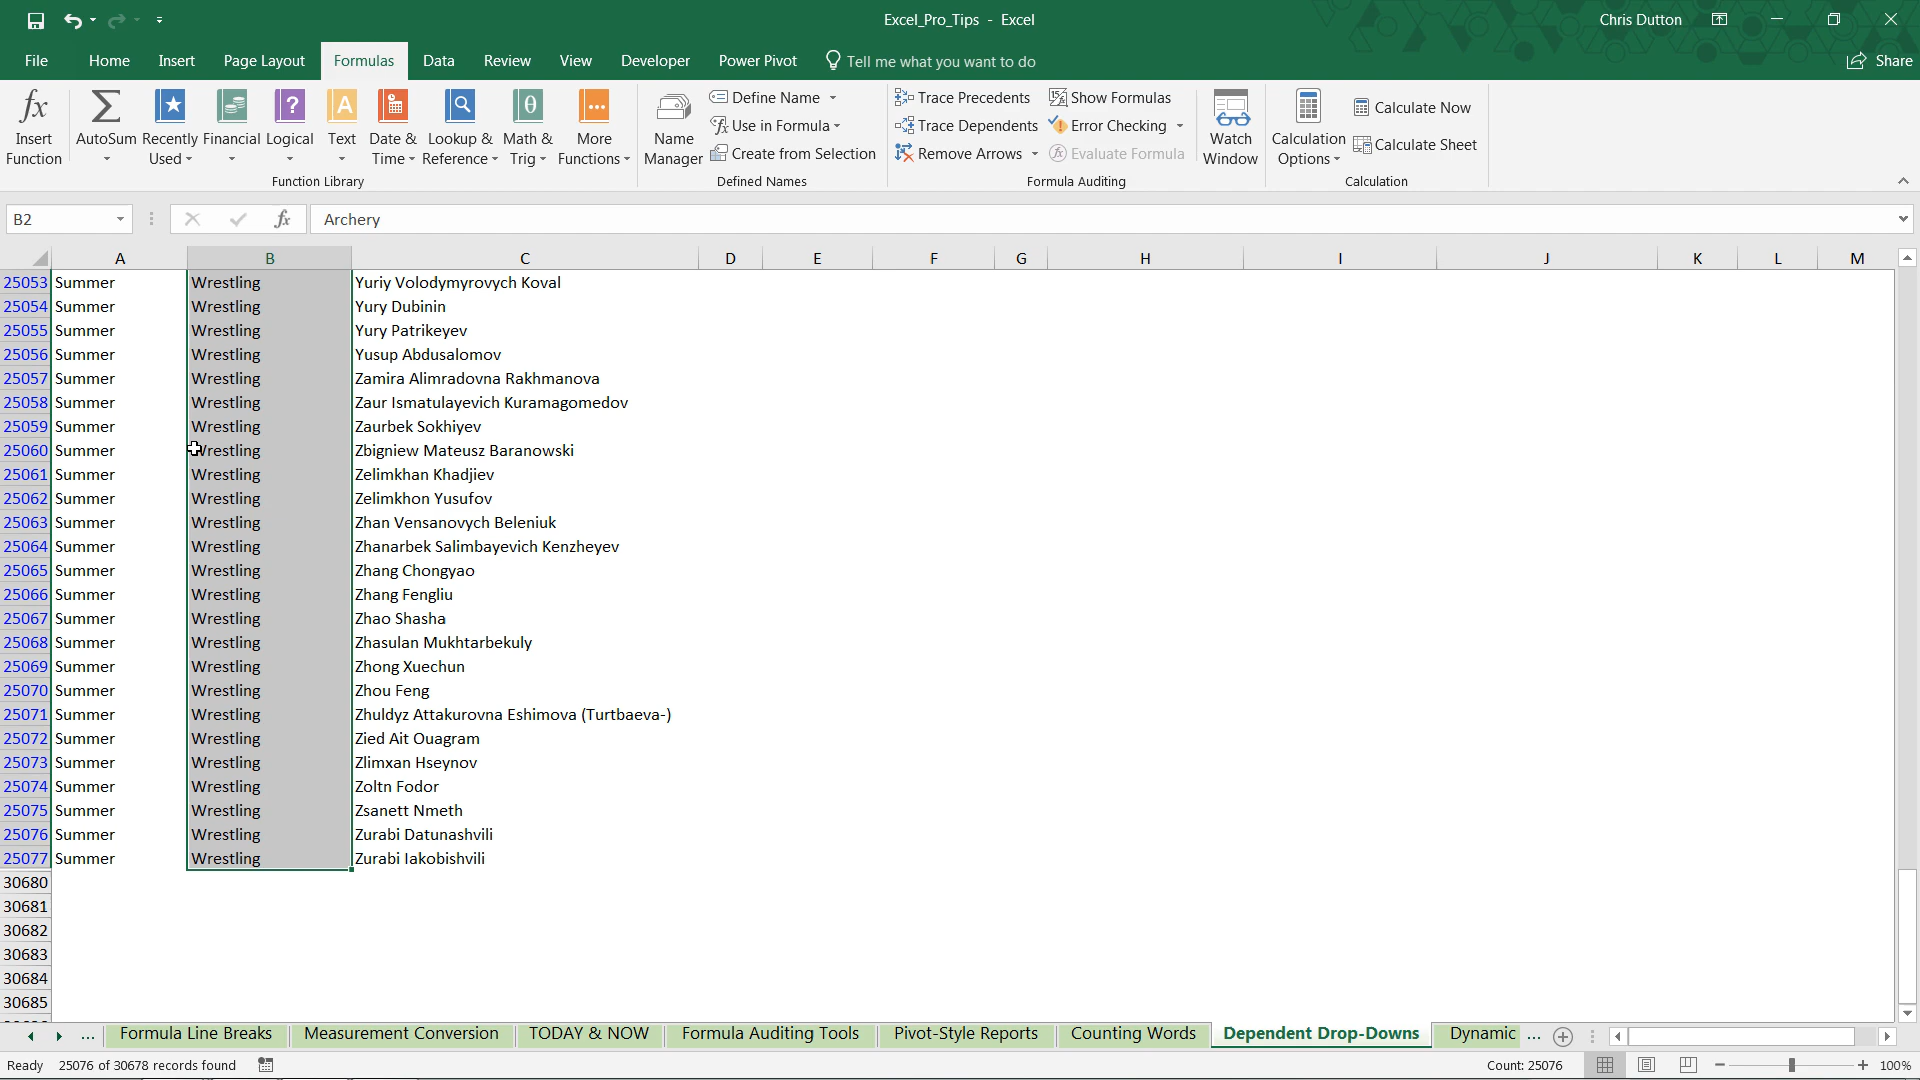 Excel_Pro_Tips - Excel
Chris Dutton
File Home Insert Page Layout Formulas Data Review View Developer Power Pivot Tell me what you want to do Share
Insert Function
AutoSum
Recently Used
Financial
Logical
Text
Date & Time
Lookup & Reference
Math & Trig
More Functions
Function Library
Name Manager
Define Name
Use in Formula
Create from Selection
Defined Names
Trace Precedents
Trace Dependents
Remove Arrows
Show Formulas
Error Checking
Evaluate Formula
Formula Auditing
Watch Window
Calculation Options
Calculate Now
Calculate Sheet
Calculation
B2 fx Archery
A B C D E F G H I J K L M
25053 Summer Wrestling Yuriy Volodymyrovych Koval
25054 Summer Wrestling Yury Dubinin
25055 Summer Wrestling Yury Patrikeyev
25056 Summer Wrestling Yusup Abdusalomov
25057 Summer Wrestling Zamira Alimradovna Rakhmanova
25058 Summer Wrestling Zaur Ismatulayevich Kuramagomedov
25059 Summer Wrestling Zaurbek Sokhiyev
25060 Summer Wrestling Zbigniew Mateusz Baranowski
25061 Summer Wrestling Zelimkhan Khadjiev
25062 Summer Wrestling Zelimkhon Yusufov
25063 Summer Wrestling Zhan Vensanovych Beleniuk
25064 Summer Wrestling Zhanarbek Salimbayevich Kenzheyev
25065 Summer Wrestling Zhang Chongyao
25066 Summer Wrestling Zhang Fengliu
25067 Summer Wrestling Zhao Shasha
25068 Summer Wrestling Zhasulan Mukhtarbekuly
25069 Summer Wrestling Zhong Xuechun
25070 Summer Wrestling Zhou Feng
25071 Summer Wrestling Zhuldyz Attakurovna Eshimova (Turtbaeva-)
25072 Summer Wrestling Zied Ait Ouagram
25073 Summer Wrestling Zlimxan Hseynov
25074 Summer Wrestling Zoltn Fodor
25075 Summer Wrestling Zsanett Nmeth
25076 Summer Wrestling Zurabi Datunashvili
25077 Summer Wrestling Zurabi Iakobishvili
30680
30681
30682
30683
30684
30685
... Formula Line Breaks Measurement Conversion TODAY & NOW Formula Auditing Tools Pivot-Style Reports Counting Words Dependent Drop-Downs Dynamic ...
Ready 25076 of 30678 records found Count: 25076 100%